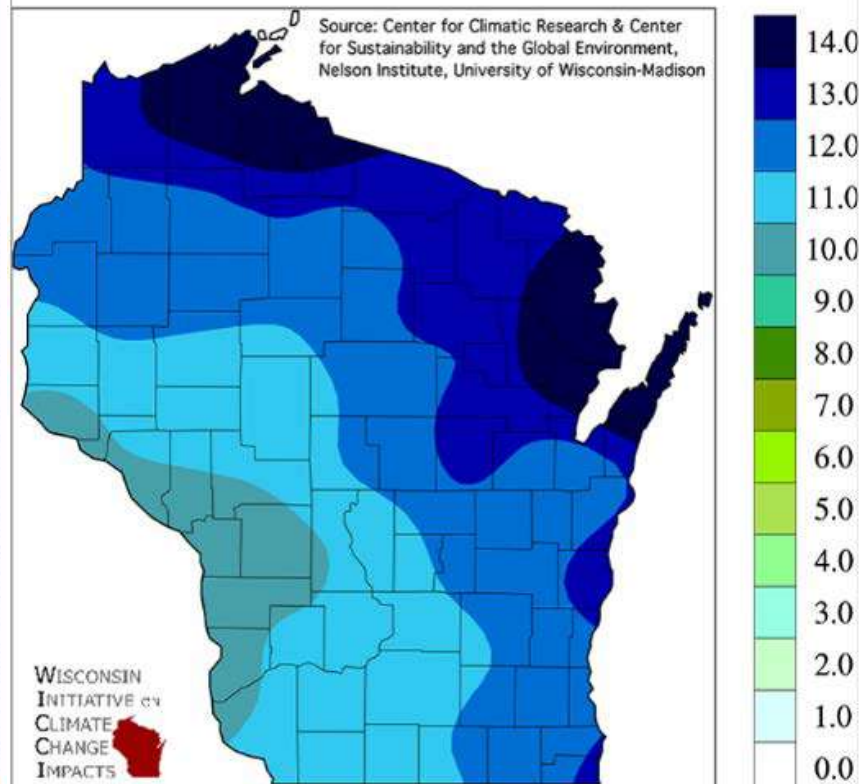 Source: Center for Climatic Research & Center
for Sustainability and the Global Environment,
Nelson Institute, University of Wisconsin-Madison
14.0
13.0
12.0
11.0
10.0
9.0
8.0
7.0
6.0
5.0
4.0
3.0
2.0
1.0
0.0
WISCONSIN
INITIATIVE on
CLIMATE
CHANGE
IMPACTS